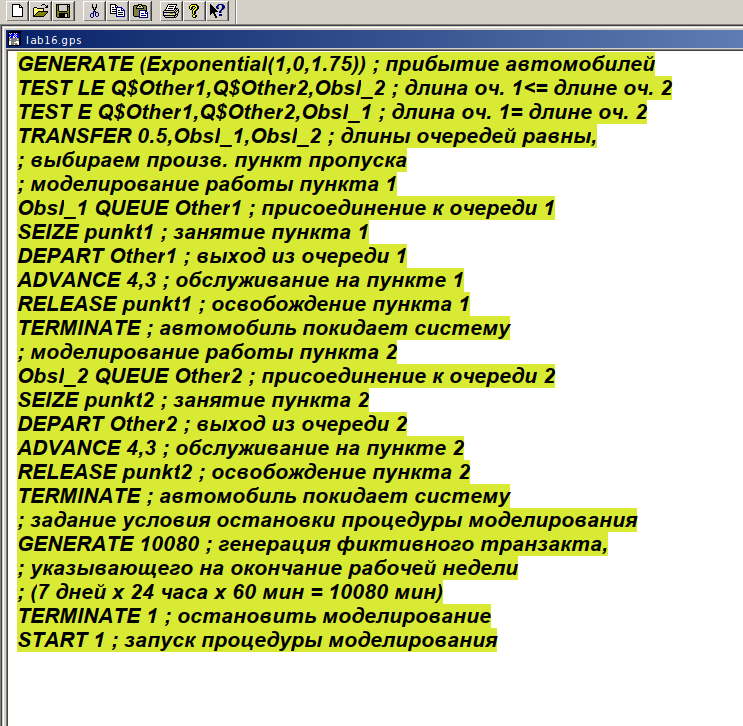 lab16.gps
GENERATE (Exponential(1,0,1.75)) ; прибытие автомобилей
TEST LE Q$Other1,Q$Other2,Obsl_2 ; длина оч. 1<= длине оч. 2
TEST E Q$Other1,Q$Other2,Obsl_1 ; длина оч. 1= длине оч. 2
TRANSFER 0.5,Obsl_1,Obsl_2 ; длины очередей равны,
; выбираем произв. пункт пропуска
; моделирование работы пункта 1
Obsl_1 QUEUE Other1 ; присоединение к очереди 1
SEIZE punkt1 ; занятие пункта 1
DEPART Other1 ; выход из очереди 1
ADVANCE 4,3 ; обслуживание на пункте 1
RELEASE punkt1 ; освобождение пункта 1
TERMINATE ; автомобиль покидает систему
; моделирование работы пункта 2
Obsl_2 QUEUE Other2 ; присоединение к очереди 2
SEIZE punkt2 ; занятие пункта 2
DEPART Other2 ; выход из очереди 2
ADVANCE 4,3 ; обслуживание на пункте 2
RELEASE punkt2 ; освобождение пункта 2
TERMINATE ; автомобиль покидает систему
; задание условия остановки процедуры моделирования
GENERATE 10080 ; генерация фиктивного транзакта,
; указывающего на окончание рабочей недели
; (7 дней х 24 часа х 60 мин = 10080 мин)
TERMINATE 1 ; остановить моделирование
START 1 ; запуск процедуры моделирования